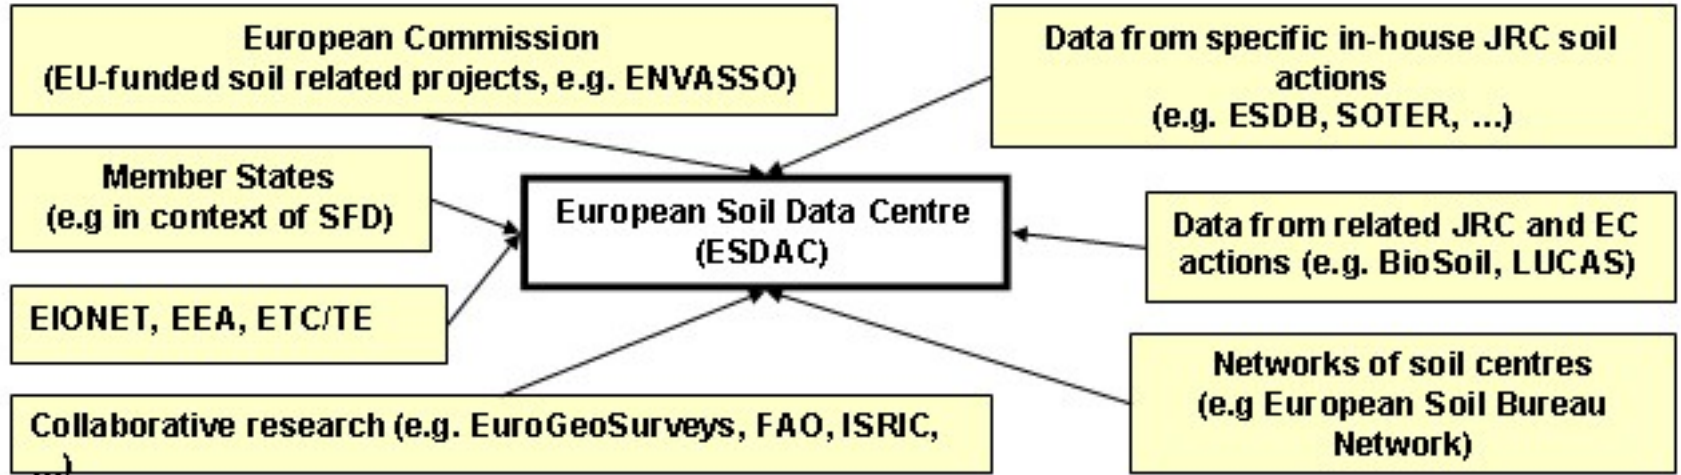 European Commission
(EU-funded soil related projects, e.g. ENVASSO)
Data from specific in-house JRC soil
actions
(e.g. ESDB, SOTER, ...)
Member States
(e.g in context of SFD)
European Soil Data Centre
(ESDAC)
Data from related JRC and EC
actions (e.g. BioSoil, LUCAS)
EIONET, EEA, ETC/TE
Networks of soil centres
(e.g European Soil Bureau
Network)
Collaborative research (e.g. EuroGeoSurveys, FAO, ISRIC,
...)